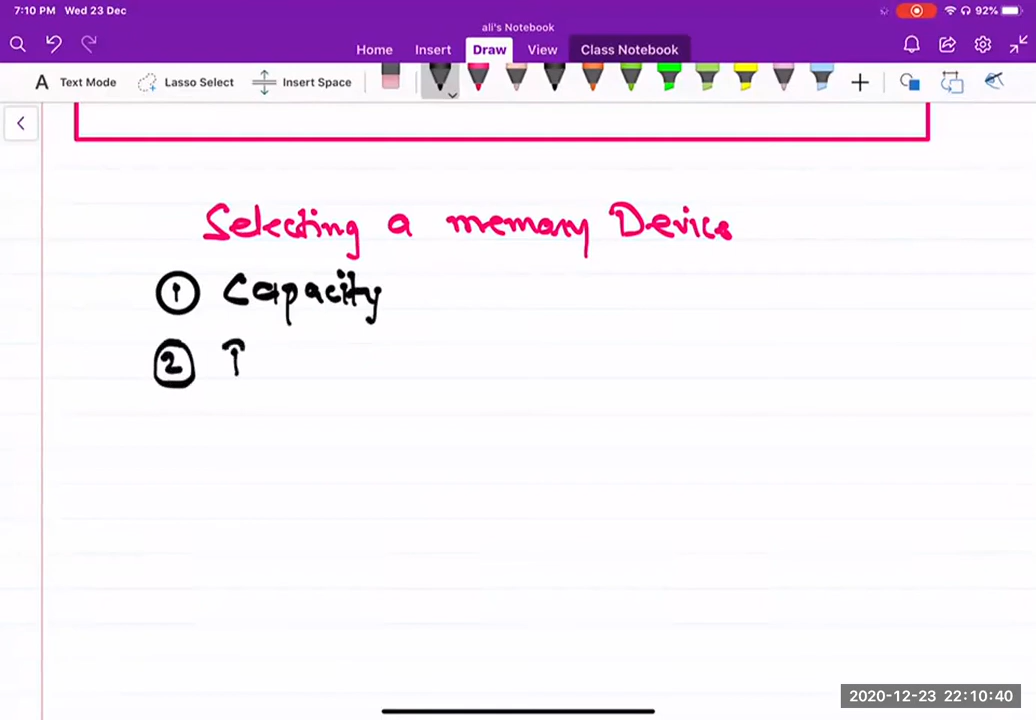 7:10 PM Wed 23 Dec
92%
ali's Notebook
Home Insert Draw View Class Notebook
A Text Mode Lasso Select Insert Space
Selecting a memary Device
1 Capacity
2
2020-12-23 22:10:40